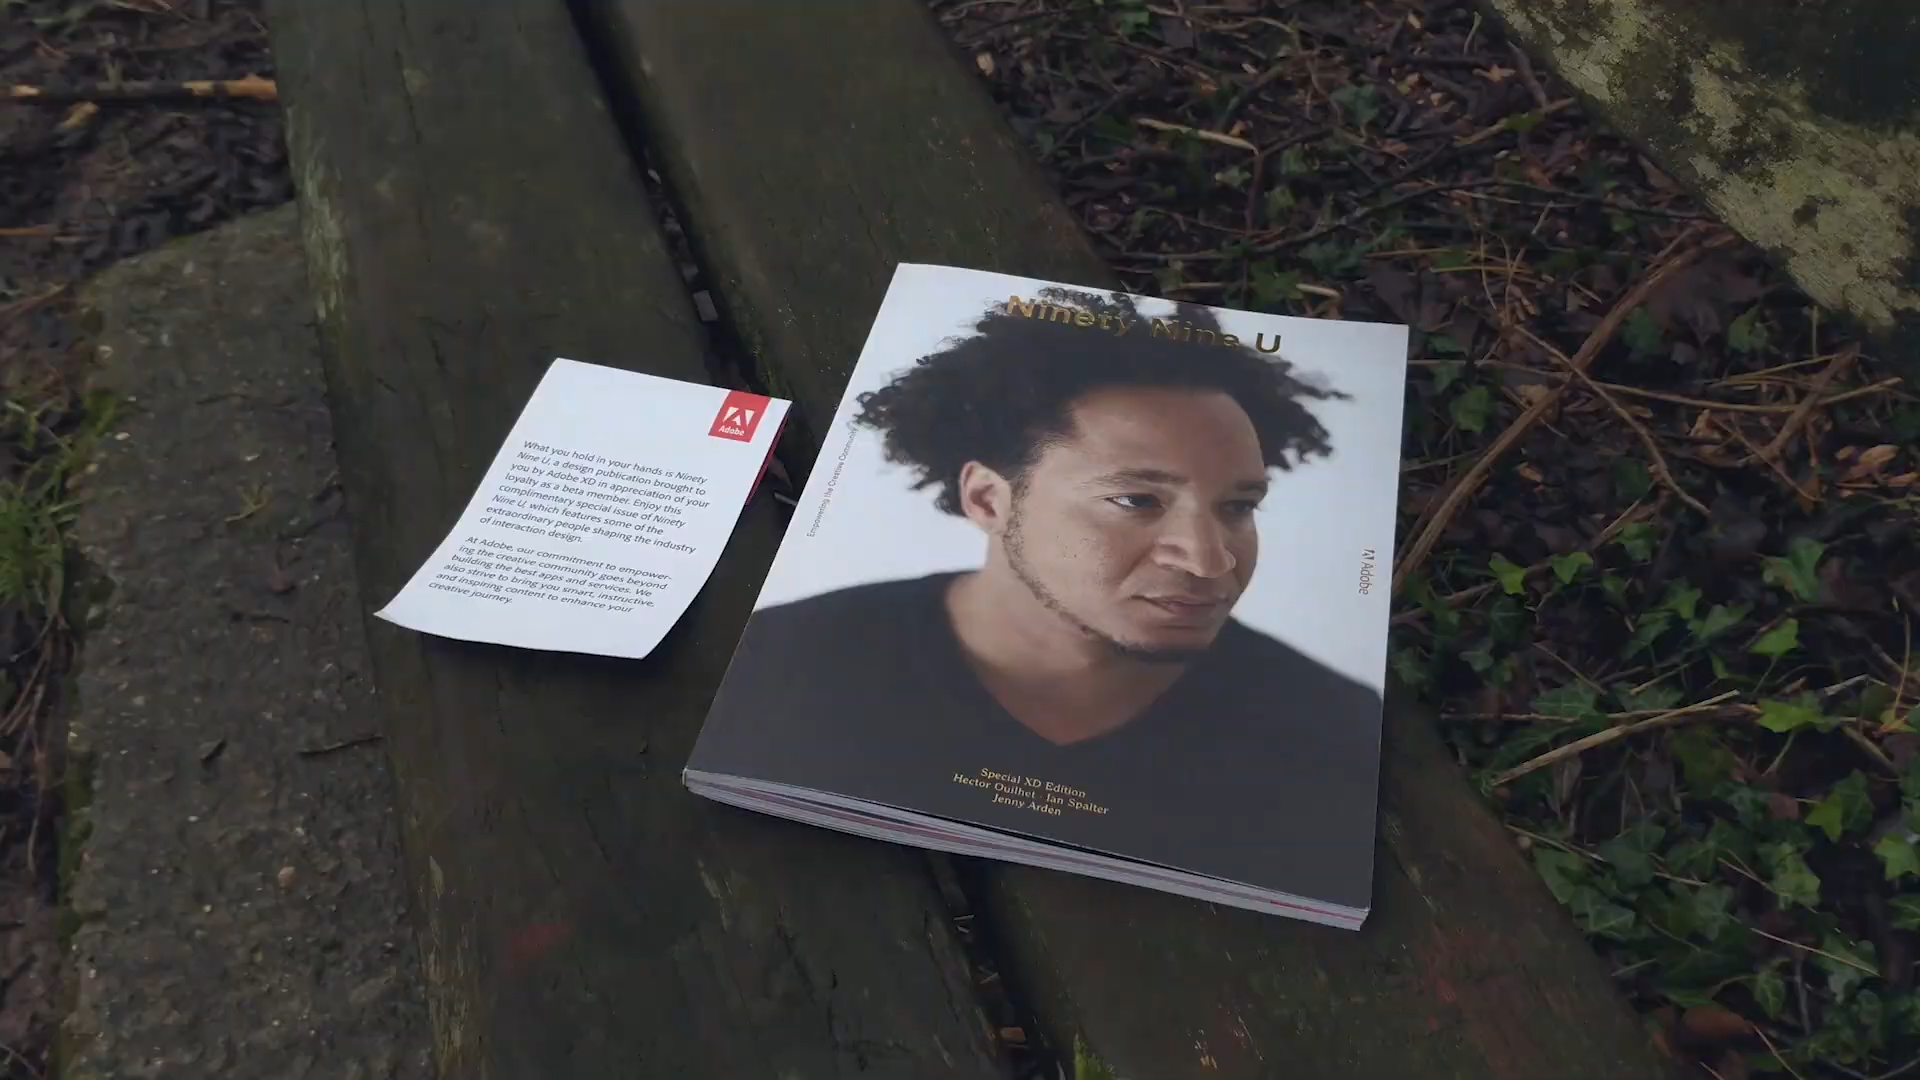 Adobe
What you hold in your hands is Ninety
Nine U, a design publication brought to
you by Adobe XD in appreciation of your
loyalty as a beta member. Enjoy this
complimentary special issue of Ninety
Nine U, which features some of the
extraordinary people shaping the industry
of interaction design.
At Adobe, our commitment to empower-
ing the creative community goes beyond
building the best apps and services. We
also strive to bring you smart, instructive,
and inspiring content to enhance your
creative journey.
Ninety Nine U
Empowering the Creative Community
Adobe
Special XD Edition
Hector Ouilhet · Ian Spalter
Jenny Arden